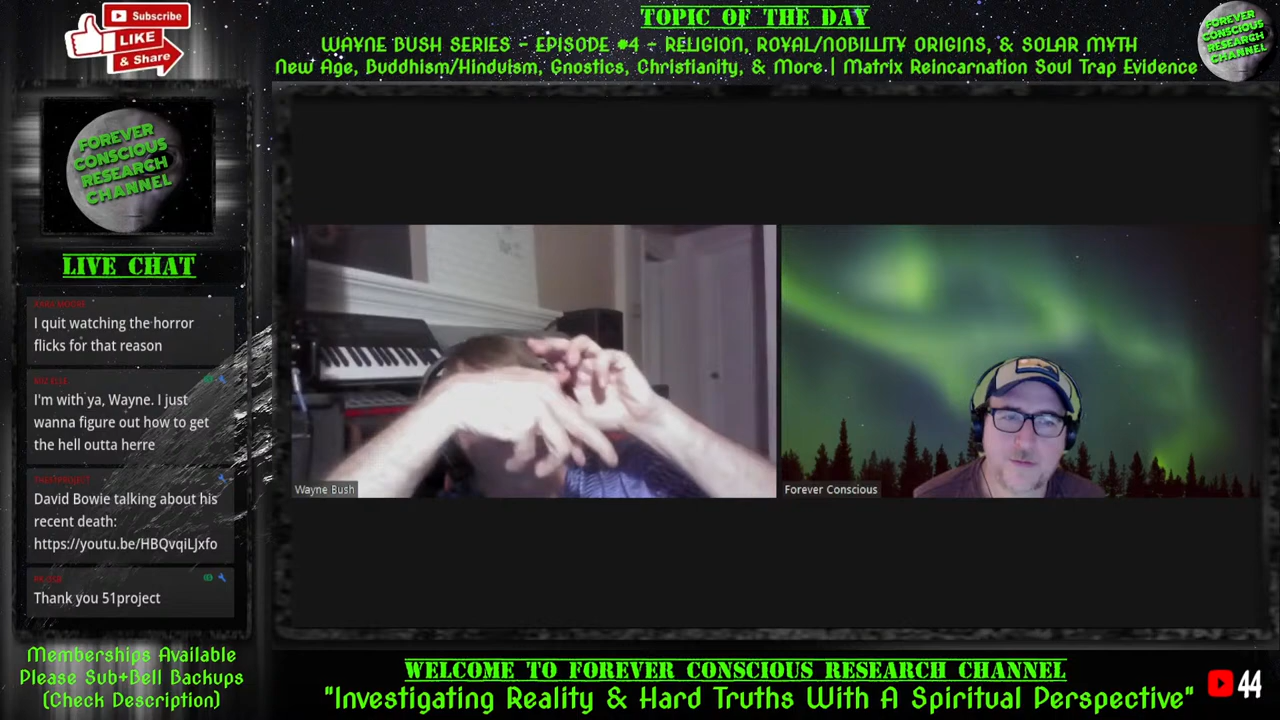 Subscribe
LIKE
& Share
TOPIC OF THE DAY
WAYNE BUSH SERIES - EPISODE #4 - RELIGION, ROYAL/NOBILLITY ORIGINS, & SOLAR MYTH
New Age, Buddhism/Hinduism, Gnostics, Christianity, & More | Matrix Reincarnation Soul Trap Evidence
FOREVER
CONSCIOUS
RESEARCH
CHANNEL
FOREVER
CONSCIOUS
RESEARCH
CHANNEL
LIVE CHAT
I quit watching the horror
flicks for that reason
I'm with ya, Wayne. I just
wanna figure out how to get
the hell outta herre
David Bowie talking about his
recent death:
https://youtu.be/HBQvqiLJxfo
Thank you 51project
Wayne Bush
Forever Conscious
Memberships Available
Please Sub+Bell Backups
(Check Description)
WELCOME TO FOREVER CONSCIOUS RESEARCH CHANNEL
"Investigating Reality & Hard Truths With A Spiritual Perspective"
44